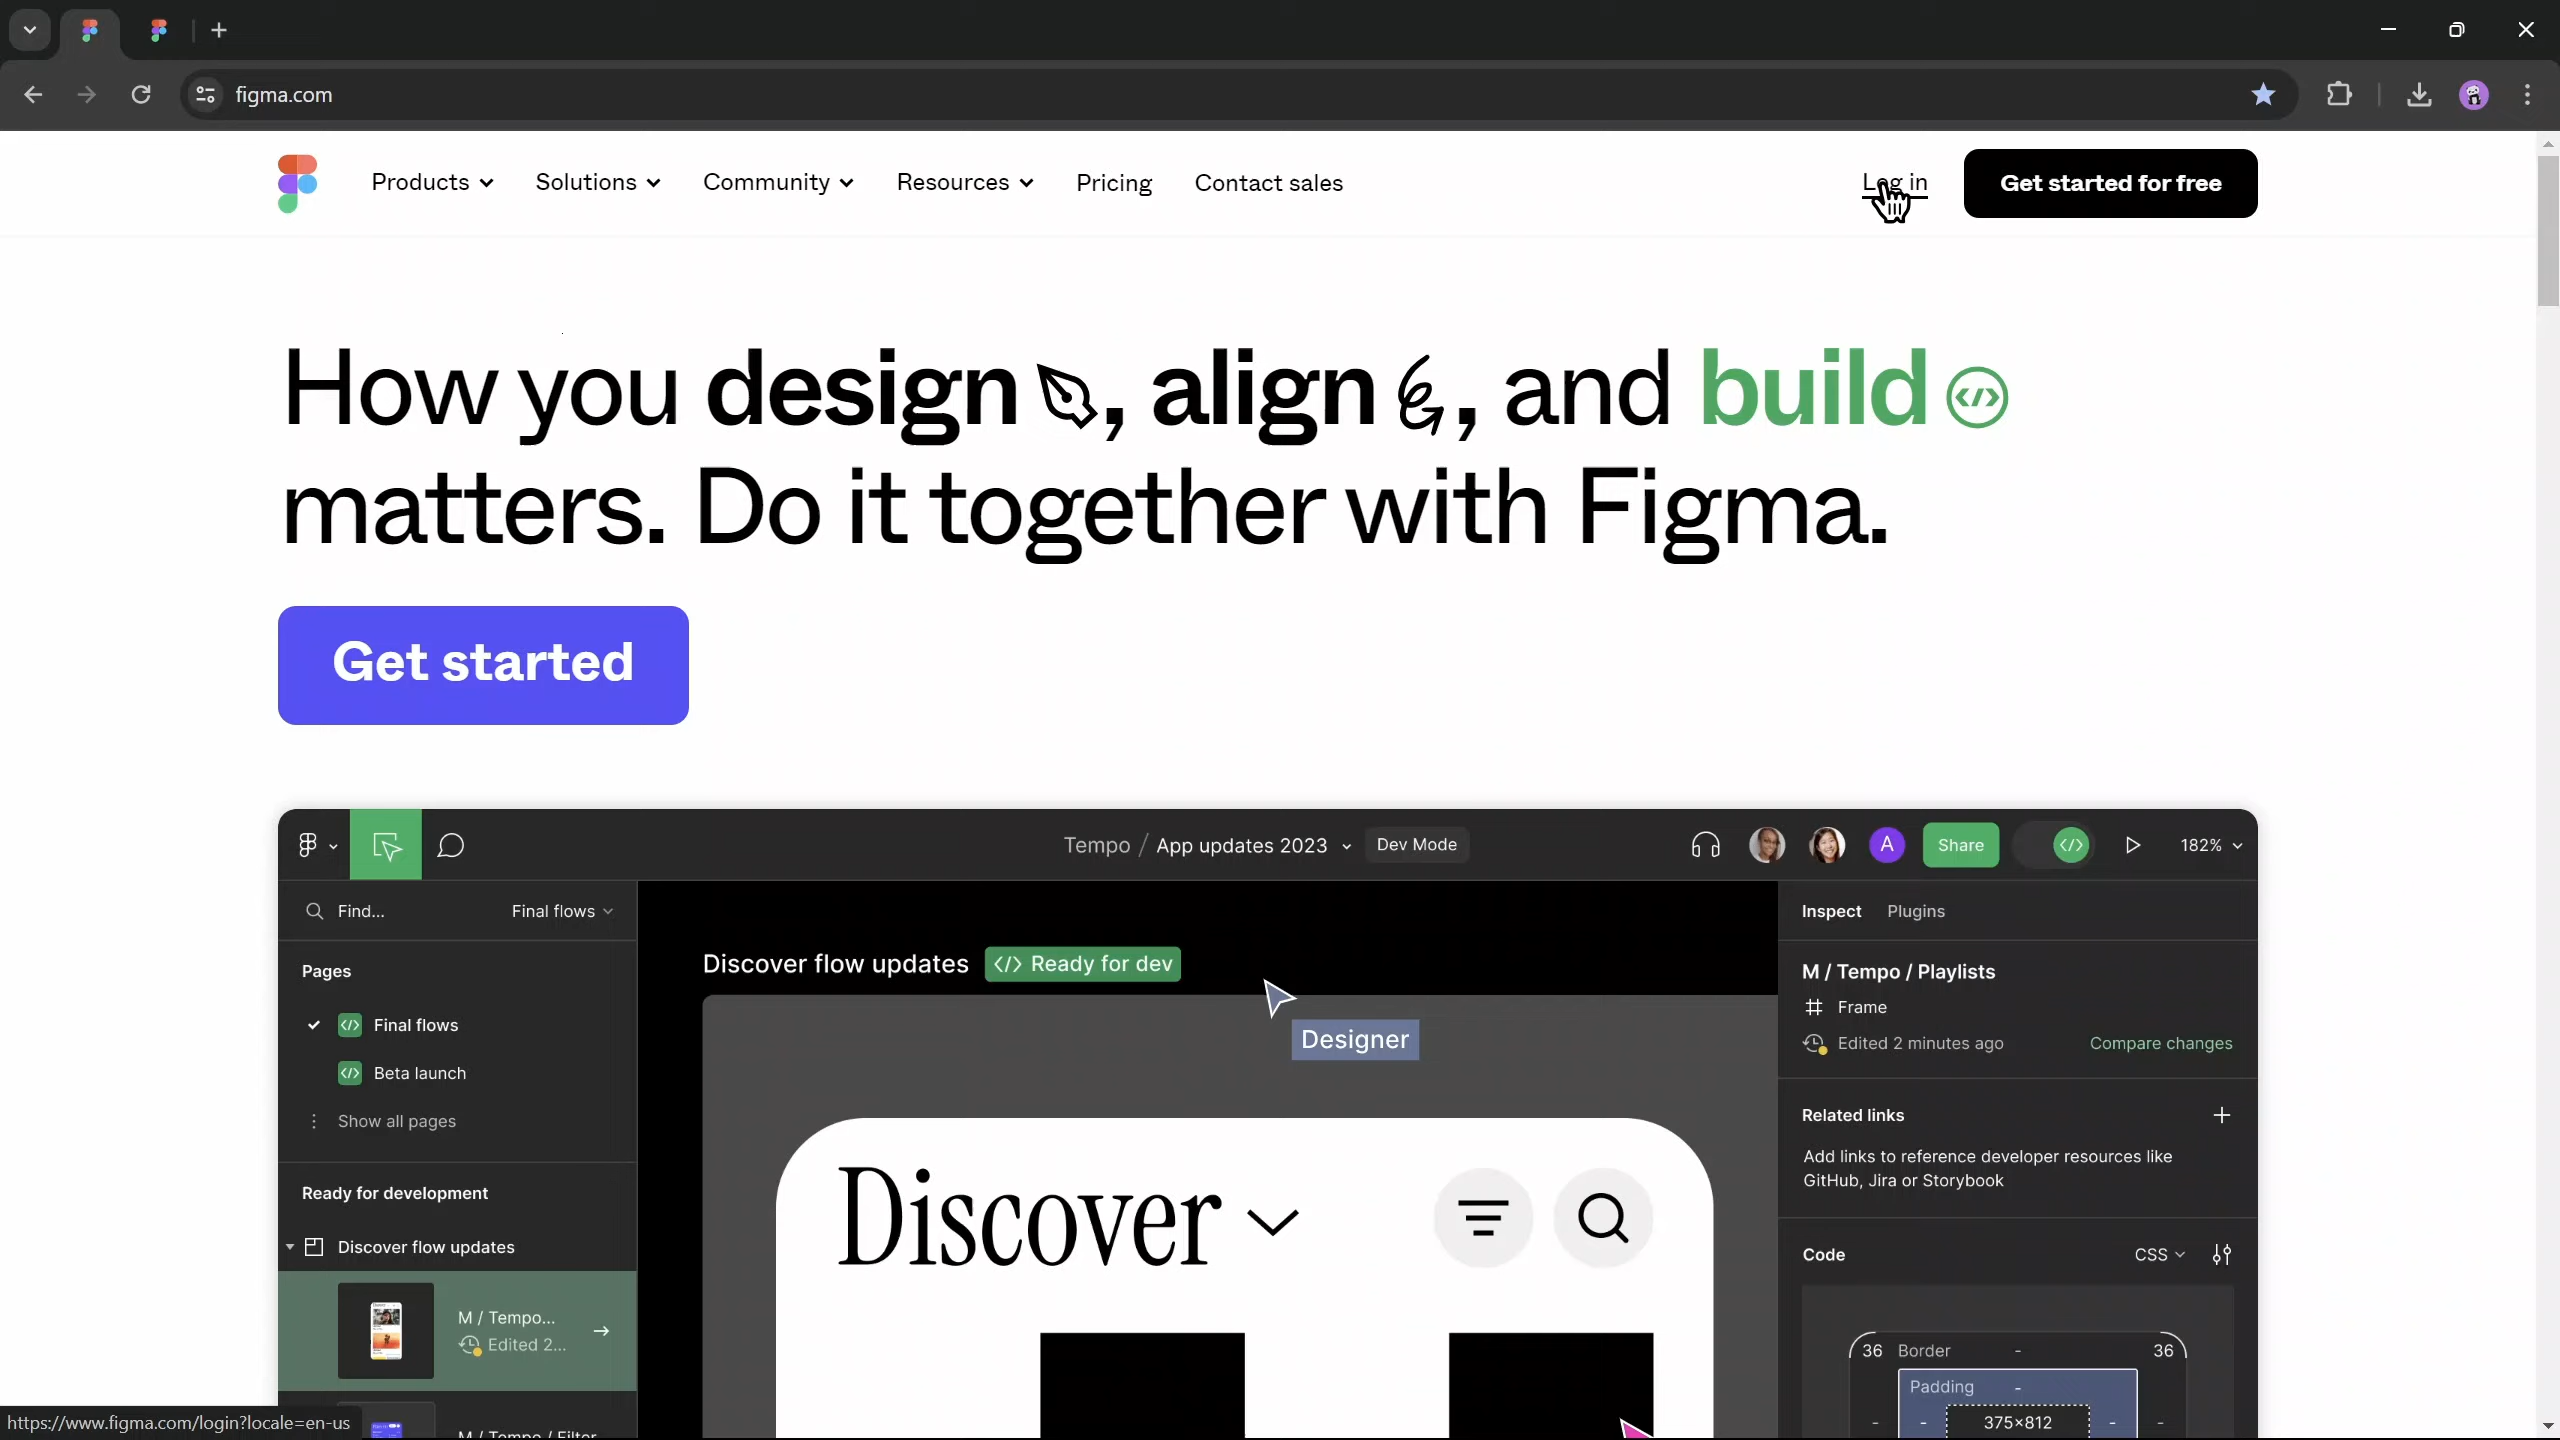 figma.com
Products
Solutions
Community
Resources
Pricing
Contact sales
Log in
Get started for free
How you design, align, and build
matters. Do it together with Figma.
Get started
Tempo / App updates 2023
Dev Mode
A
Share
182%
Find...
Final flows
Inspect
Plugins
Pages
Final flows
Beta launch
Show all pages
Ready for development
Discover flow updates
M / Tempo...
Edited 2...
M / Tempo / Filter
Discover flow updates
</> Ready for dev
Designer
Discover
M / Tempo / Playlists
Frame
Edited 2 minutes ago
Compare changes
Related links
Add links to reference developer resources like
GitHub, Jira or Storybook
Code
CSS
36 Border - 36
Padding -
- - 375×812 - -
https://www.figma.com/login?locale=en-us